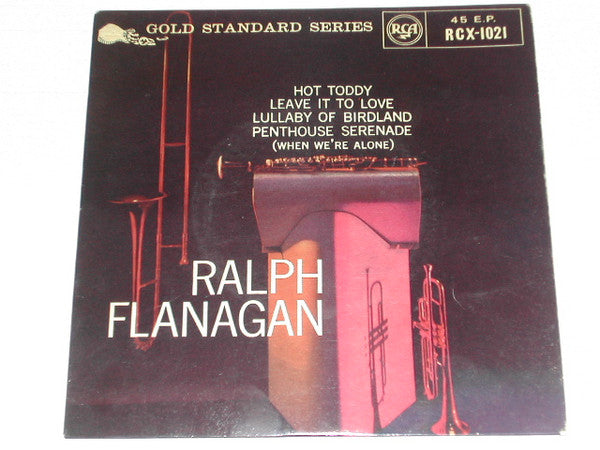 GOLD STANDARD SERIES
RCA
45 E.P.
RCX-1021
HOT TODDY
LEAVE IT TO LOVE
LULLABY OF BIRDLAND
PENTHOUSE SERENADE
(WHEN WE'RE ALONE)
RALPH
FLANAGAN